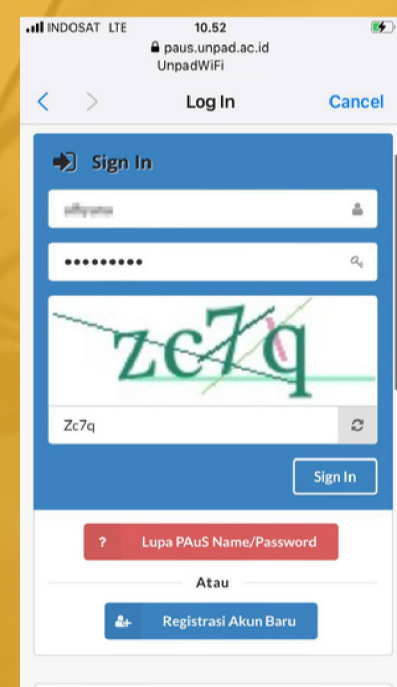 INDOSAT LTE 10.52
paus.unpad.ac.id
UnpadWiFi
Log In Cancel
Sign In
•••••••••
zc7q
Zc7q
Sign In
? Lupa PAuS Name/Password
Atau
Registrasi Akun Baru